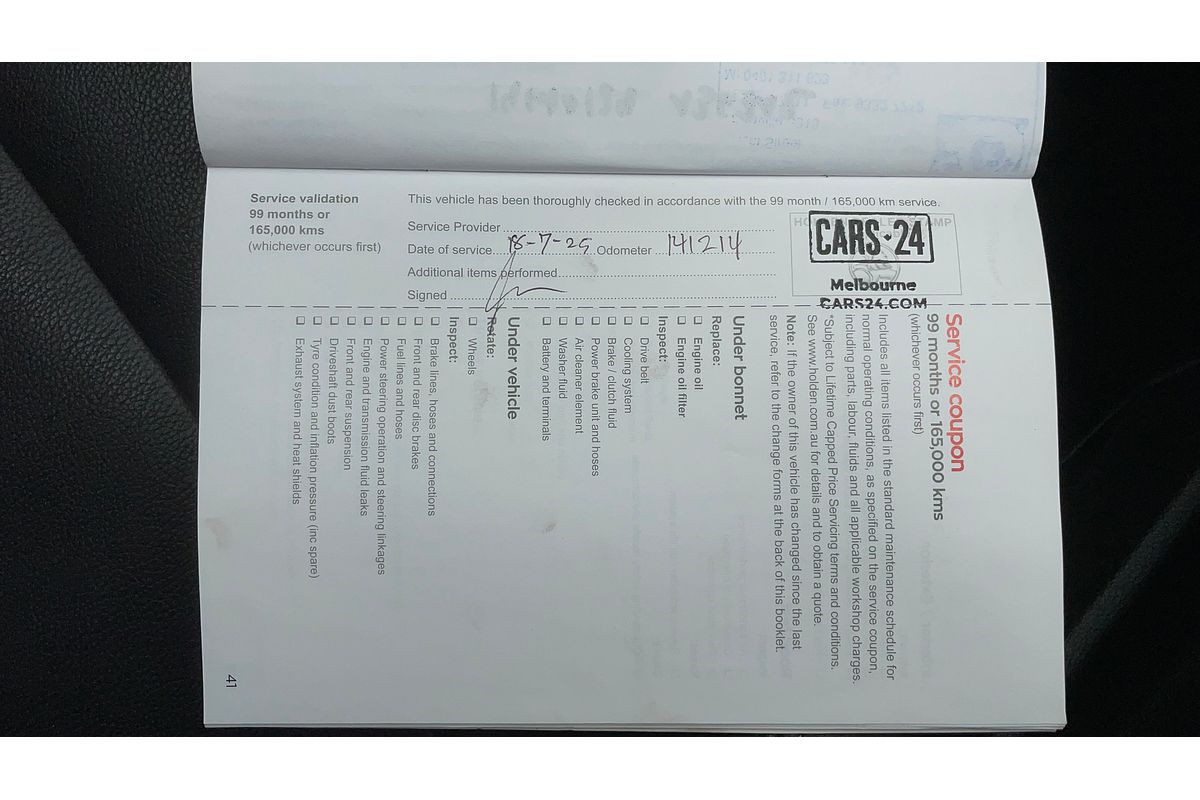 Service validation
99 months or
165,000 kms
(whichever occurs first)
This vehicle has been thoroughly checked in accordance with the 99 month / 165,000 km service.
Service Provider
Date of service 18-7-25 Odometer 141214
Additional items performed
Signed
CARS·24
Melbourne
CARS24.COM
Service coupon
99 months or 165,000 kms
(whichever occurs first)
Includes all items listed in the standard maintenance schedule for
normal operating conditions, as specified on the service coupon,
including parts, labour, fluids and all applicable workshop charges.
*Subject to Lifetime Capped Price Servicing terms and conditions.
See www.holden.com.au for details and to obtain a quote.
Note: If the owner of this vehicle has changed since the last
service, refer to the change forms at the back of this booklet.
Under bonnet
Replace:
❑ Engine oil
❑ Engine oil filter
Inspect:
❑ Drive belt
❑ Cooling system
❑ Brake / clutch fluid
❑ Power brake unit and hoses
❑ Air cleaner element
❑ Washer fluid
❑ Battery and terminals
Under vehicle
Rotate:
❑ Wheels
Inspect:
❑ Brake lines, hoses and connections
❑ Front and rear disc brakes
❑ Fuel lines and hoses
❑ Power steering operation and steering linkages
❑ Engine and transmission fluid leaks
❑ Front and rear suspension
❑ Driveshaft dust boots
❑ Tyre condition and inflation pressure (inc spare)
❑ Exhaust system and heat shields
41